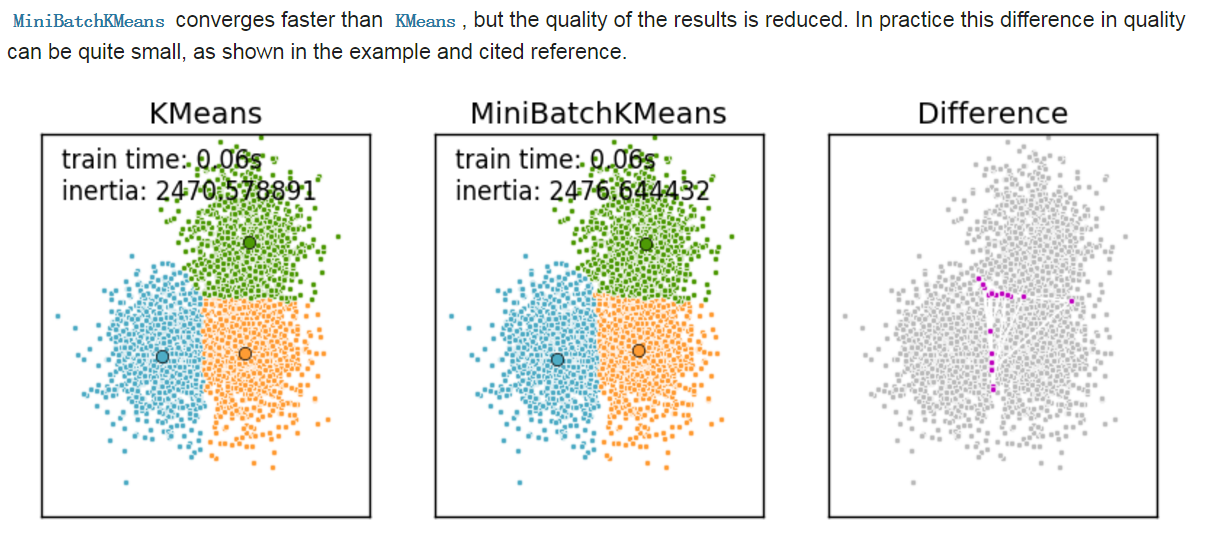 MiniBatchKMeans converges faster than KMeans , but the quality of the results is reduced. In practice this difference in quality
can be quite small, as shown in the example and cited reference.
KMeans
train time: 0.06s
inertia: 2470.578891
MiniBatchKMeans
train time: 0.06s
inertia: 2476.644432
Difference